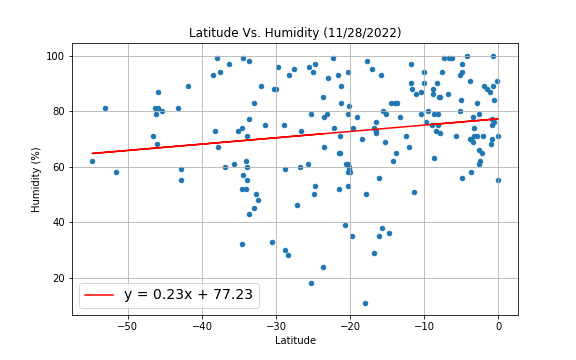 Latitude Vs. Humidity (11/28/2022)
100
80
60
40
20
Humidity (%)
y = 0.23x + 77.23
−50
−40
−30
−20
−10
0
Latitude